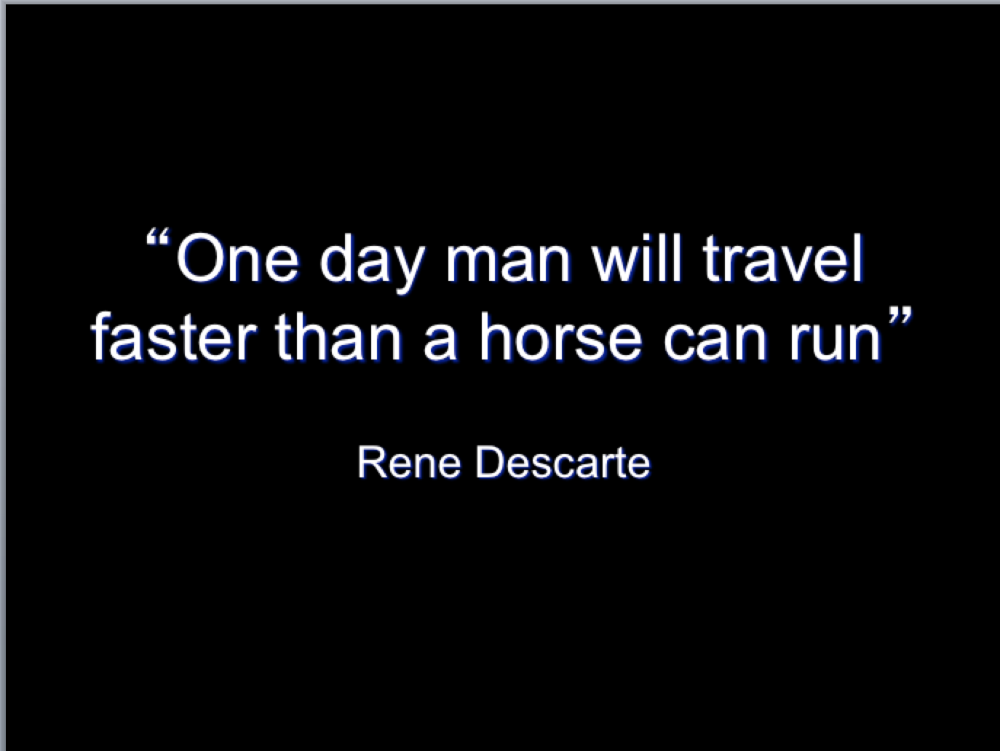 “One day man will travel
faster than a horse can run”
Rene Descarte